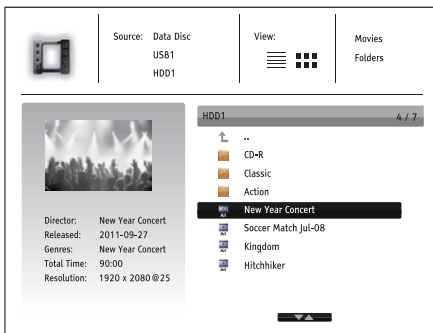 Source: Data Disc
USB1
HDD1
View:
Movies
Folders
HDD1 4 / 7
..
CD-R
Classic
Action
New Year Concert
Soccer Match Jul-08
Kingdom
Hitchhiker
Director: New Year Concert
Released: 2011-09-27
Genres: New Year Concert
Total Time: 90:00
Resolution: 1920 x 2080@25